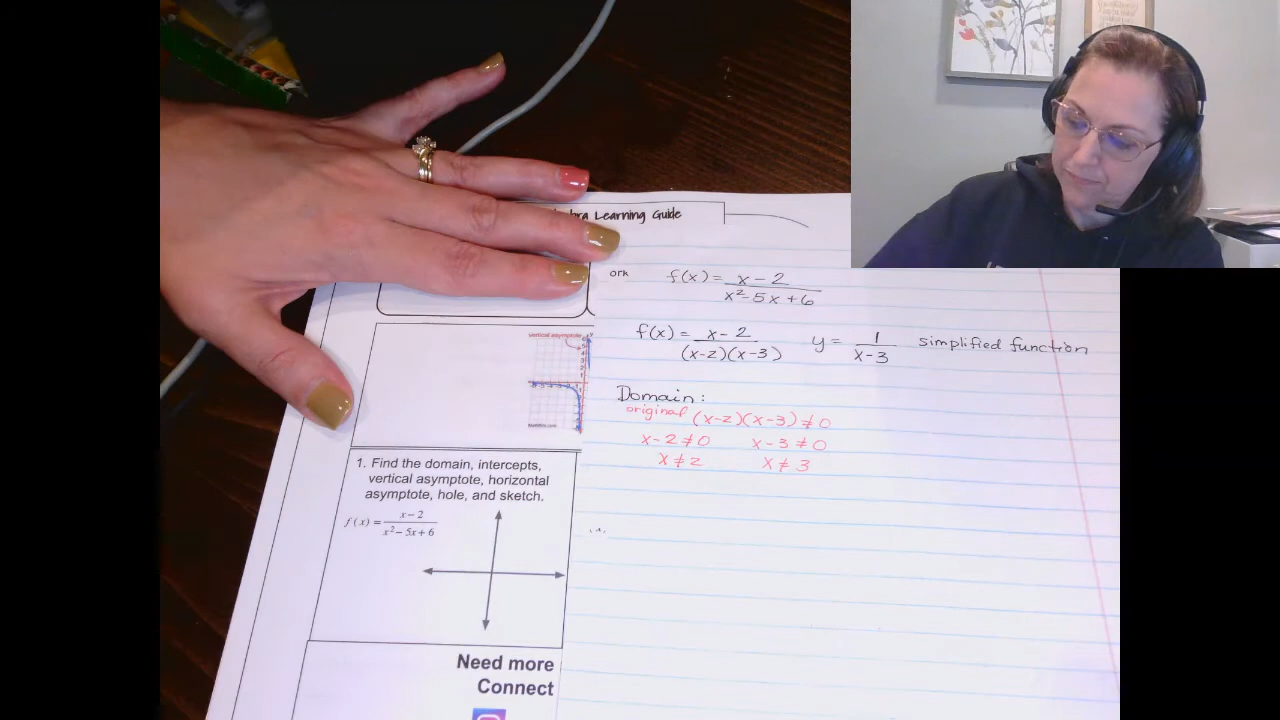 Learning Guide
f(x) = x - 2 / x² - 5x + 6
f(x) = x - 2 / (x-2)(x-3) y = 1 / x-3 simplified function
vertical asymptote
Domain:
original (x-2)(x-3) ≠ 0
x - 2 ≠ 0 x - 3 ≠ 0
x ≠ 2 x ≠ 3
1. Find the domain, intercepts,
vertical asymptote, horizontal
asymptote, hole, and sketch.
f(x) = x - 2 / x² - 5x + 6
Need more
Connect